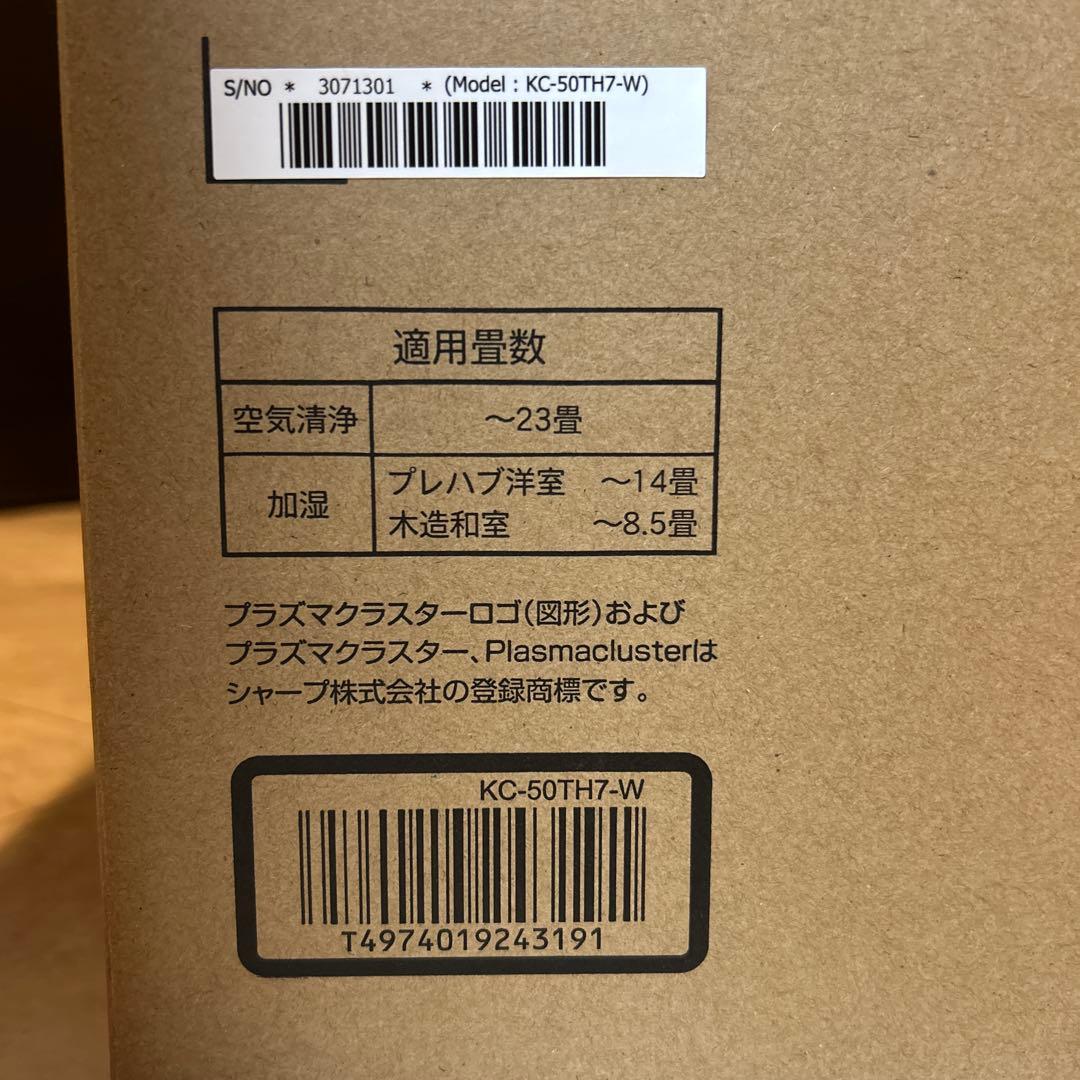 S/NO * 3071301 * (Model : KC-50TH7-W)
適用畳数
空気清浄 ～23畳
加湿 プレハブ洋室 ～14畳
木造和室 ～8.5畳
プラズマクラスターロゴ(図形)および
プラズマクラスター、Plasmaclusterは
シャープ株式会社の登録商標です。
KC-50TH7-W
T4974019243191